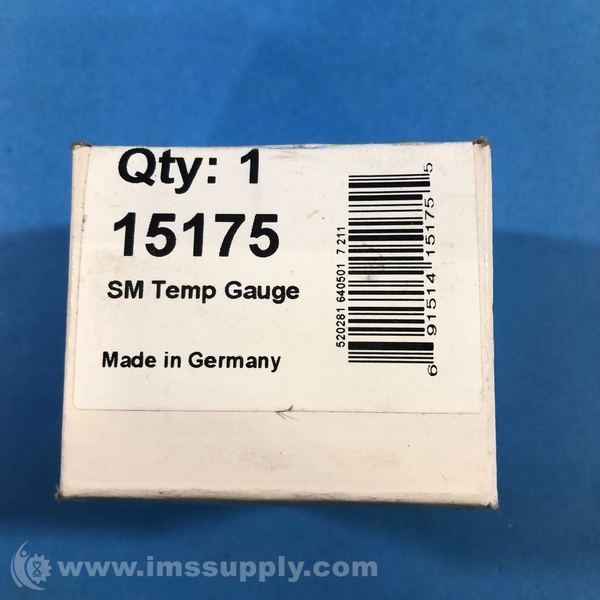 Qty: 1
15175
SM Temp Gauge
Made in Germany
520281 640501 7 211
6 91514 15175 5
www.imssupply.com